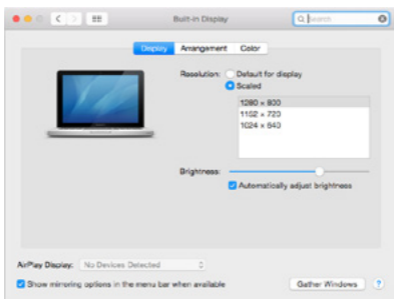 Built-in Display
Search
Display Arrangement Color
Resolution: Default for display
Scaled
1280 × 800
1152 × 720
1024 × 640
Brightness:
Automatically adjust brightness
AirPlay Display: No Devices Detected
Show mirroring options in the menu bar when available
Gather Windows ?